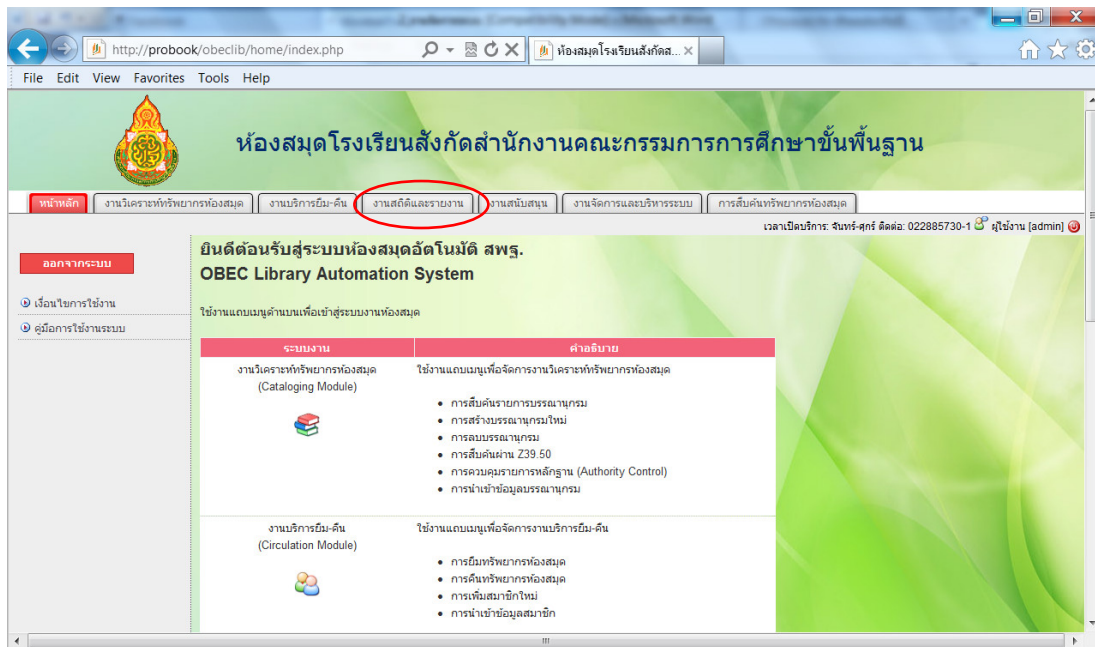 http://probook/obeclib/home/index.php
ห้องสมุดโรงเรียนสังกัดส...
File Edit View Favorites Tools Help
ห้องสมุดโรงเรียนสังกัดสำนักงานคณะกรรมการการศึกษาขั้นพื้นฐาน
หน้าหลัก งานวิเคราะห์ทรัพยากรห้องสมุด งานบริการยืม-คืน งานสถิติและรายงาน งานสนับสนุน งานจัดการและบริหารระบบ การสืบค้นทรัพยากรห้องสมุด
เวลาเปิดบริการ: จันทร์-ศุกร์ ติดต่อ: 022885730-1 ผู้ใช้งาน [admin]
ออกจากระบบ
เงื่อนไขการใช้งาน
คู่มือการใช้งานระบบ
ยินดีต้อนรับสู่ระบบห้องสมุดอัตโนมัติ สพฐ.
OBEC Library Automation System
ใช้งานแถบเมนูด้านบนเพื่อเข้าสู่ระบบงานห้องสมุด
ระบบงาน คำอธิบาย
งานวิเคราะห์ทรัพยากรห้องสมุด
(Cataloging Module)
ใช้งานแถบเมนูเพื่อจัดการงานวิเคราะห์ทรัพยากรห้องสมุด
• การสืบค้นรายการบรรณานุกรม
• การสร้างบรรณานุกรมใหม่
• การลบบรรณานุกรม
• การสืบค้นผ่าน Z39.50
• การควบคุมรายการหลักฐาน (Authority Control)
• การนำเข้าข้อมูลบรรณานุกรม
งานบริการยืม-คืน
(Circulation Module)
ใช้งานแถบเมนูเพื่อจัดการงานบริการยืม-คืน
• การยืมทรัพยากรห้องสมุด
• การคืนทรัพยากรห้องสมุด
• การเพิ่มสมาชิกใหม่
• การนำเข้าข้อมูลสมาชิก